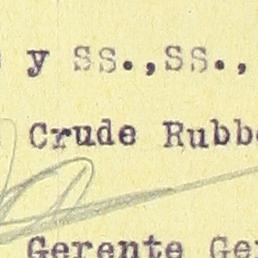 y ss.,ss.,
Crude Rubb
Gerente Ge